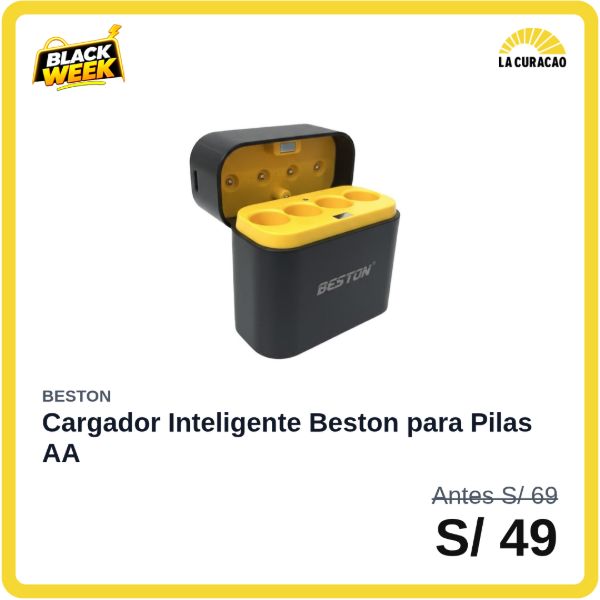 BLACK
WEEK
LA CURACAO
BESTON
BESTON
Cargador Inteligente Beston para Pilas
AA
Antes S/ 69
S/ 49